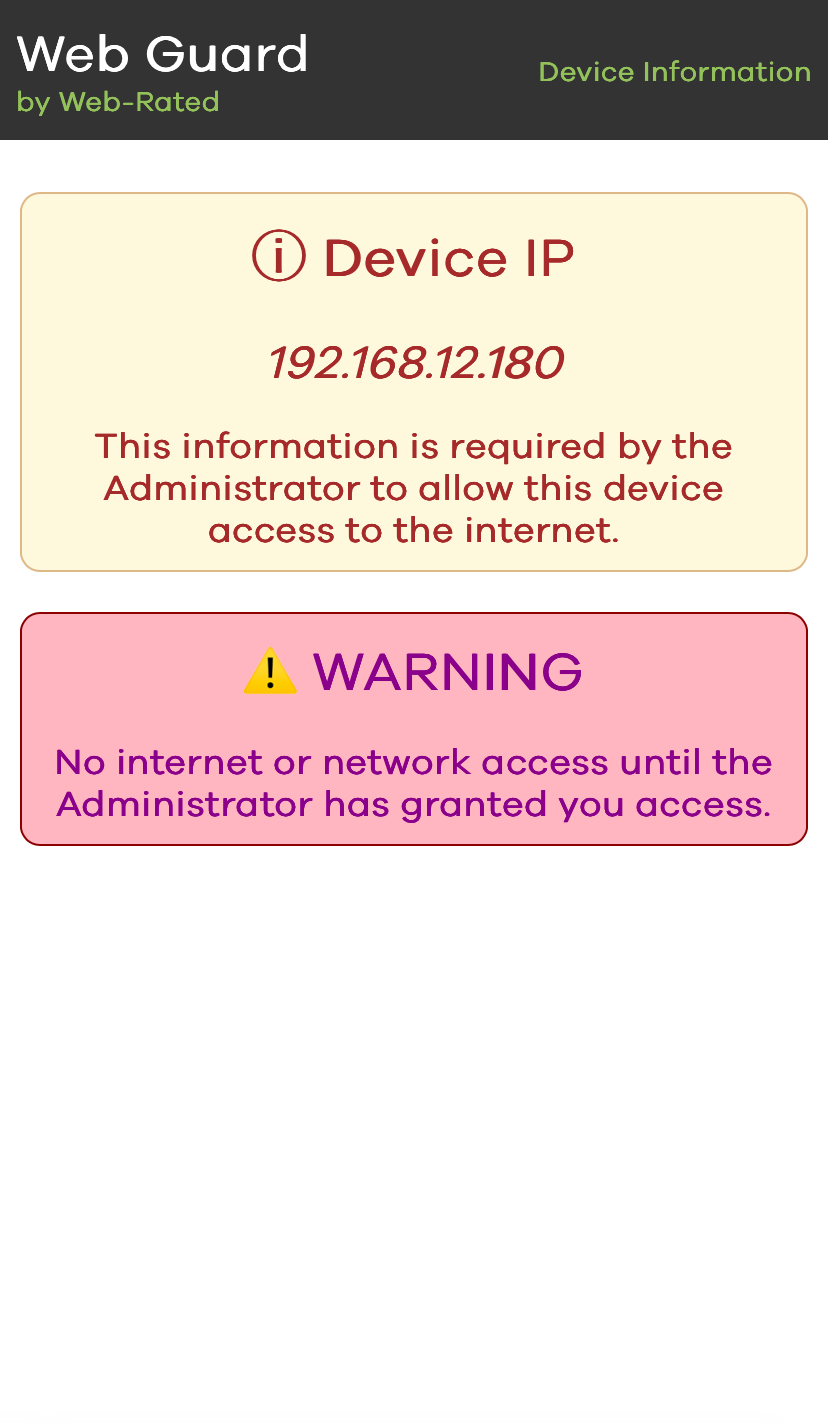 Web Guard
by Web-Rated
Device Information
ⓘ Device IP
192.168.12.180
This information is required by the
Administrator to allow this device
access to the internet.
⚠️ WARNING
No internet or network access until the
Administrator has granted you access.